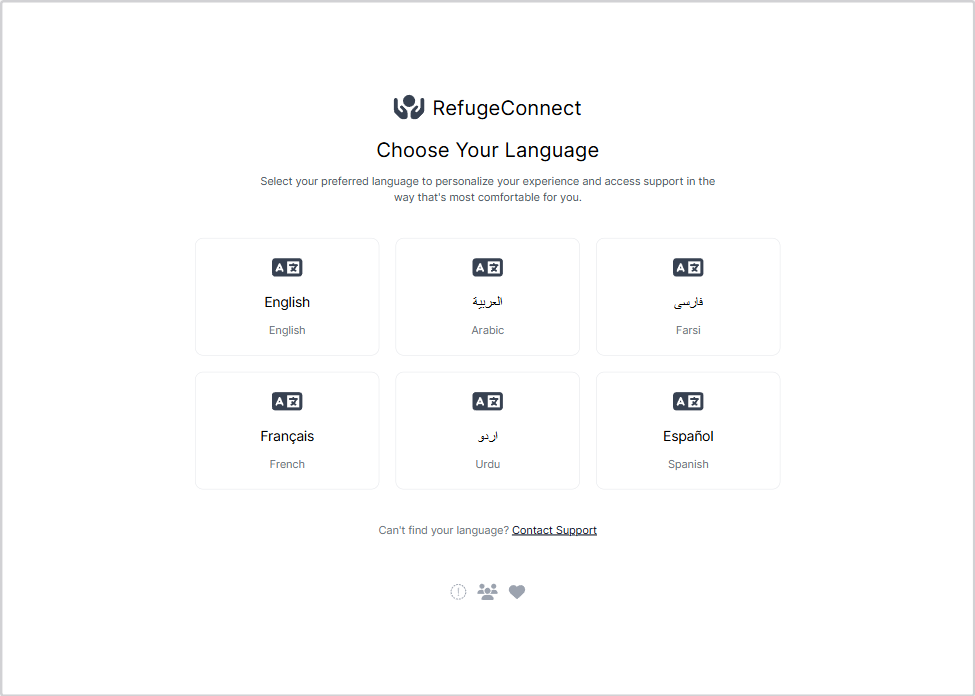 RefugeConnect
Choose Your Language
Select your preferred language to personalize your experience and access support in the
way that's most comfortable for you.
English
English
العربية
Arabic
فارسی
Farsi
Français
French
اردو
Urdu
Español
Spanish
Can't find your language? Contact Support